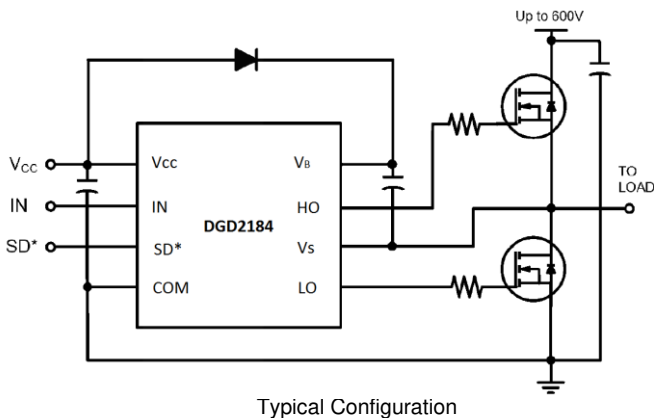 Up to 600V
TO
LOAD
VCC
IN
SD*
Vcc
IN
SD*
COM
DGD2184
VB
HO
Vs
LO
Typical Configuration